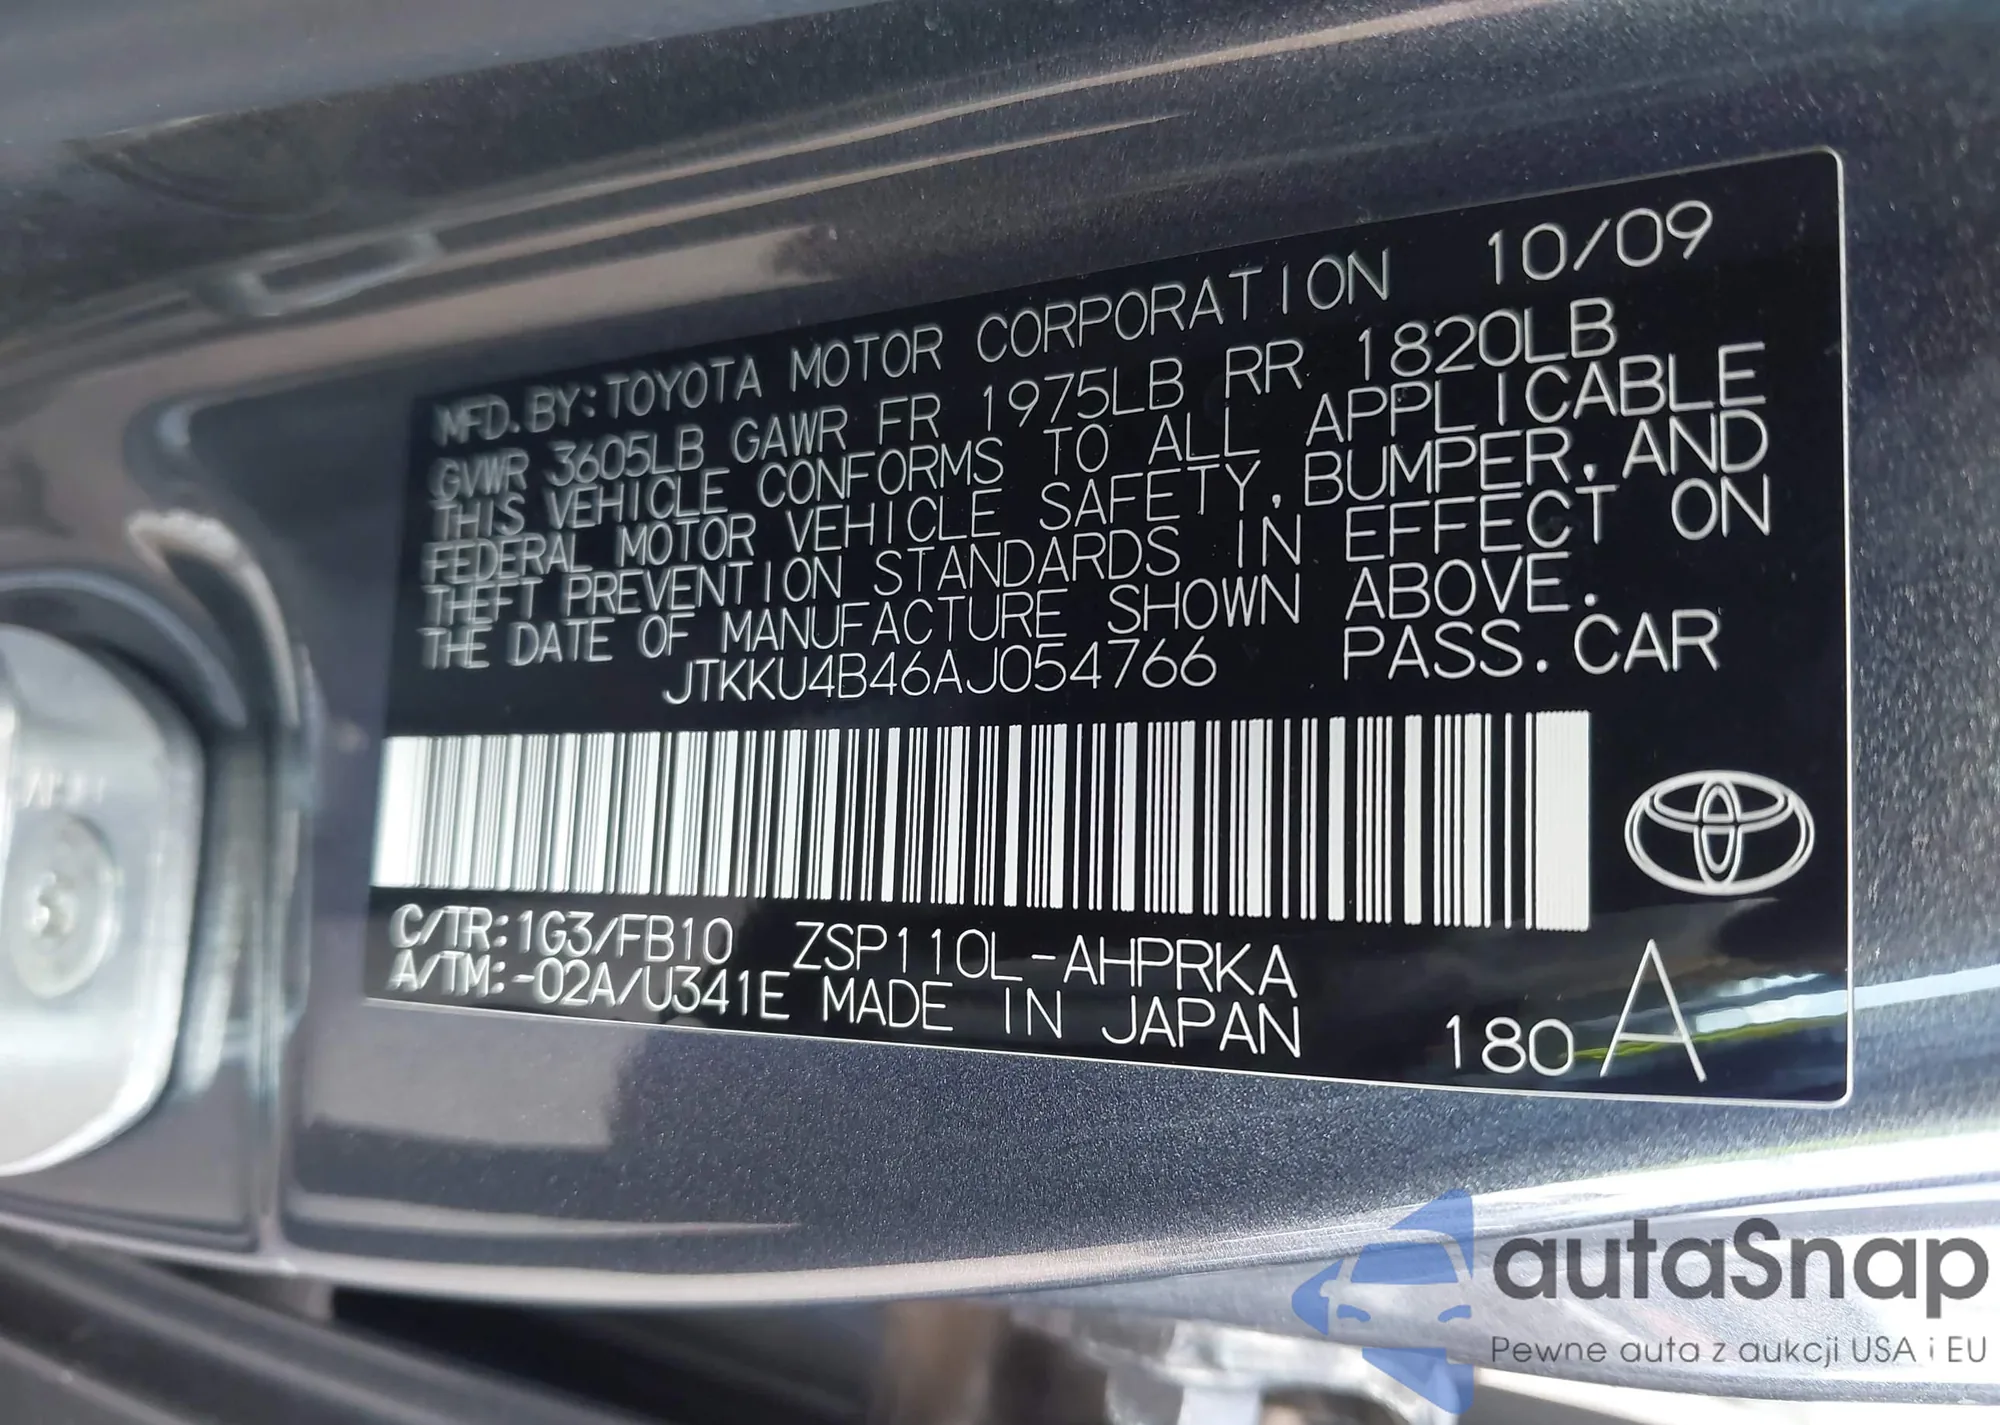 MFD.BY:TOYOTA MOTOR CORPORATION 10/09
GVWR 3605LB GAWR FR 1975LB RR 1820LB
THIS VEHICLE CONFORMS TO ALL APPLICABLE
FEDERAL MOTOR VEHICLE SAFETY,BUMPER,AND
THEFT PREVENTION STANDARDS IN EFFECT ON
THE DATE OF MANUFACTURE SHOWN ABOVE.
JTKKU4B46AJ054766 PASS.CAR
C/TR:1G3/FB10 ZSP110L-AHPRKA
A/TM:-02A/U341E MADE IN JAPAN 180 A
autaSnap
Pewne auta z aukcji USA i EU